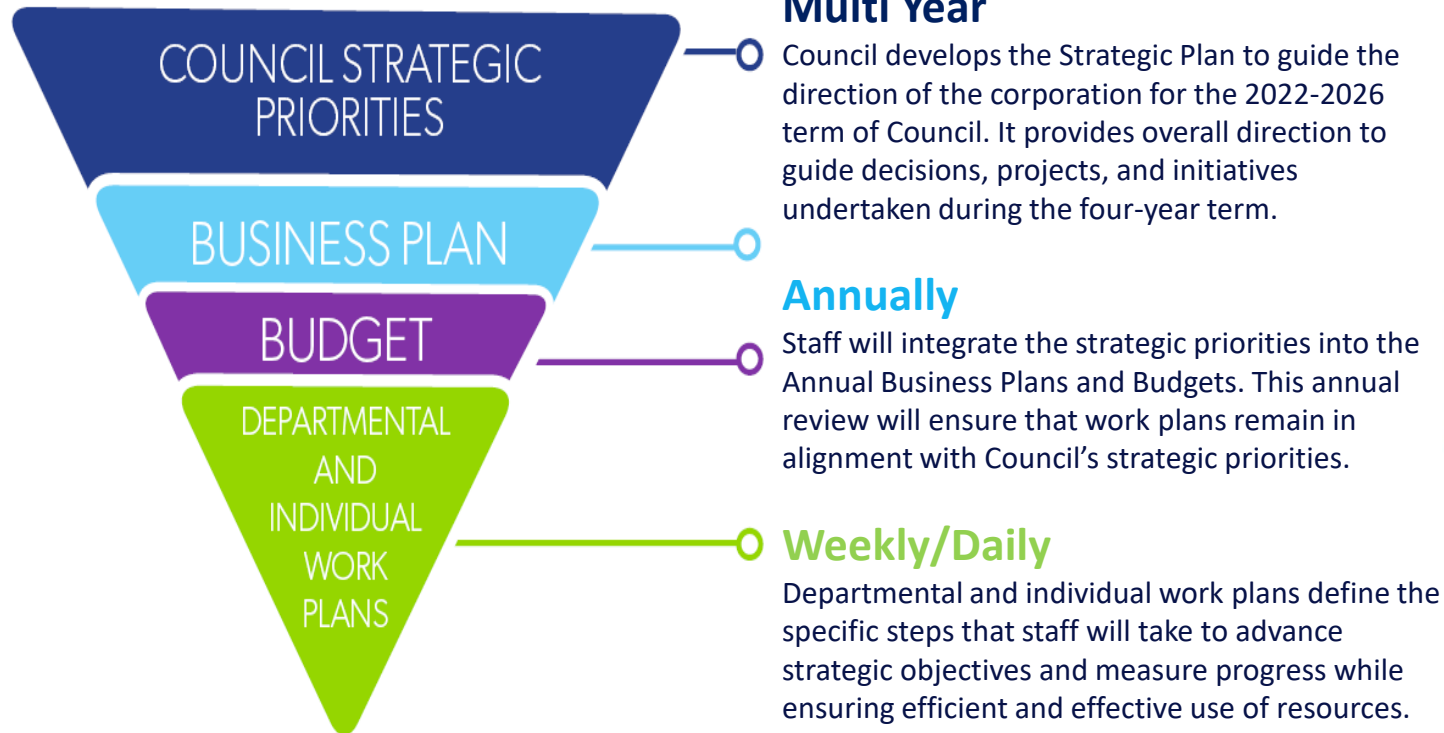 COUNCIL STRATEGIC
PRIORITIES
BUSINESS PLAN
BUDGET
DEPARTMENTAL
AND
INDIVIDUAL
WORK
PLANS
Multi Year
Council develops the Strategic Plan to guide the
direction of the corporation for the 2022-2026
term of Council. It provides overall direction to
guide decisions, projects, and initiatives
undertaken during the four-year term.
Annually
Staff will integrate the strategic priorities into the
Annual Business Plans and Budgets. This annual
review will ensure that work plans remain in
alignment with Council’s strategic priorities.
Weekly/Daily
Departmental and individual work plans define the
specific steps that staff will take to advance
strategic objectives and measure progress while
ensuring efficient and effective use of resources.